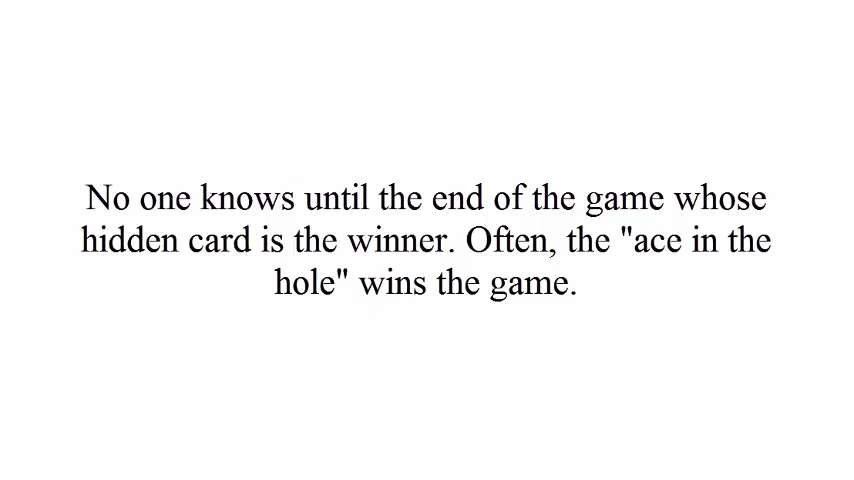 No one knows until the end of the game whose
hidden card is the winner. Often, the "ace in the
hole" wins the game.